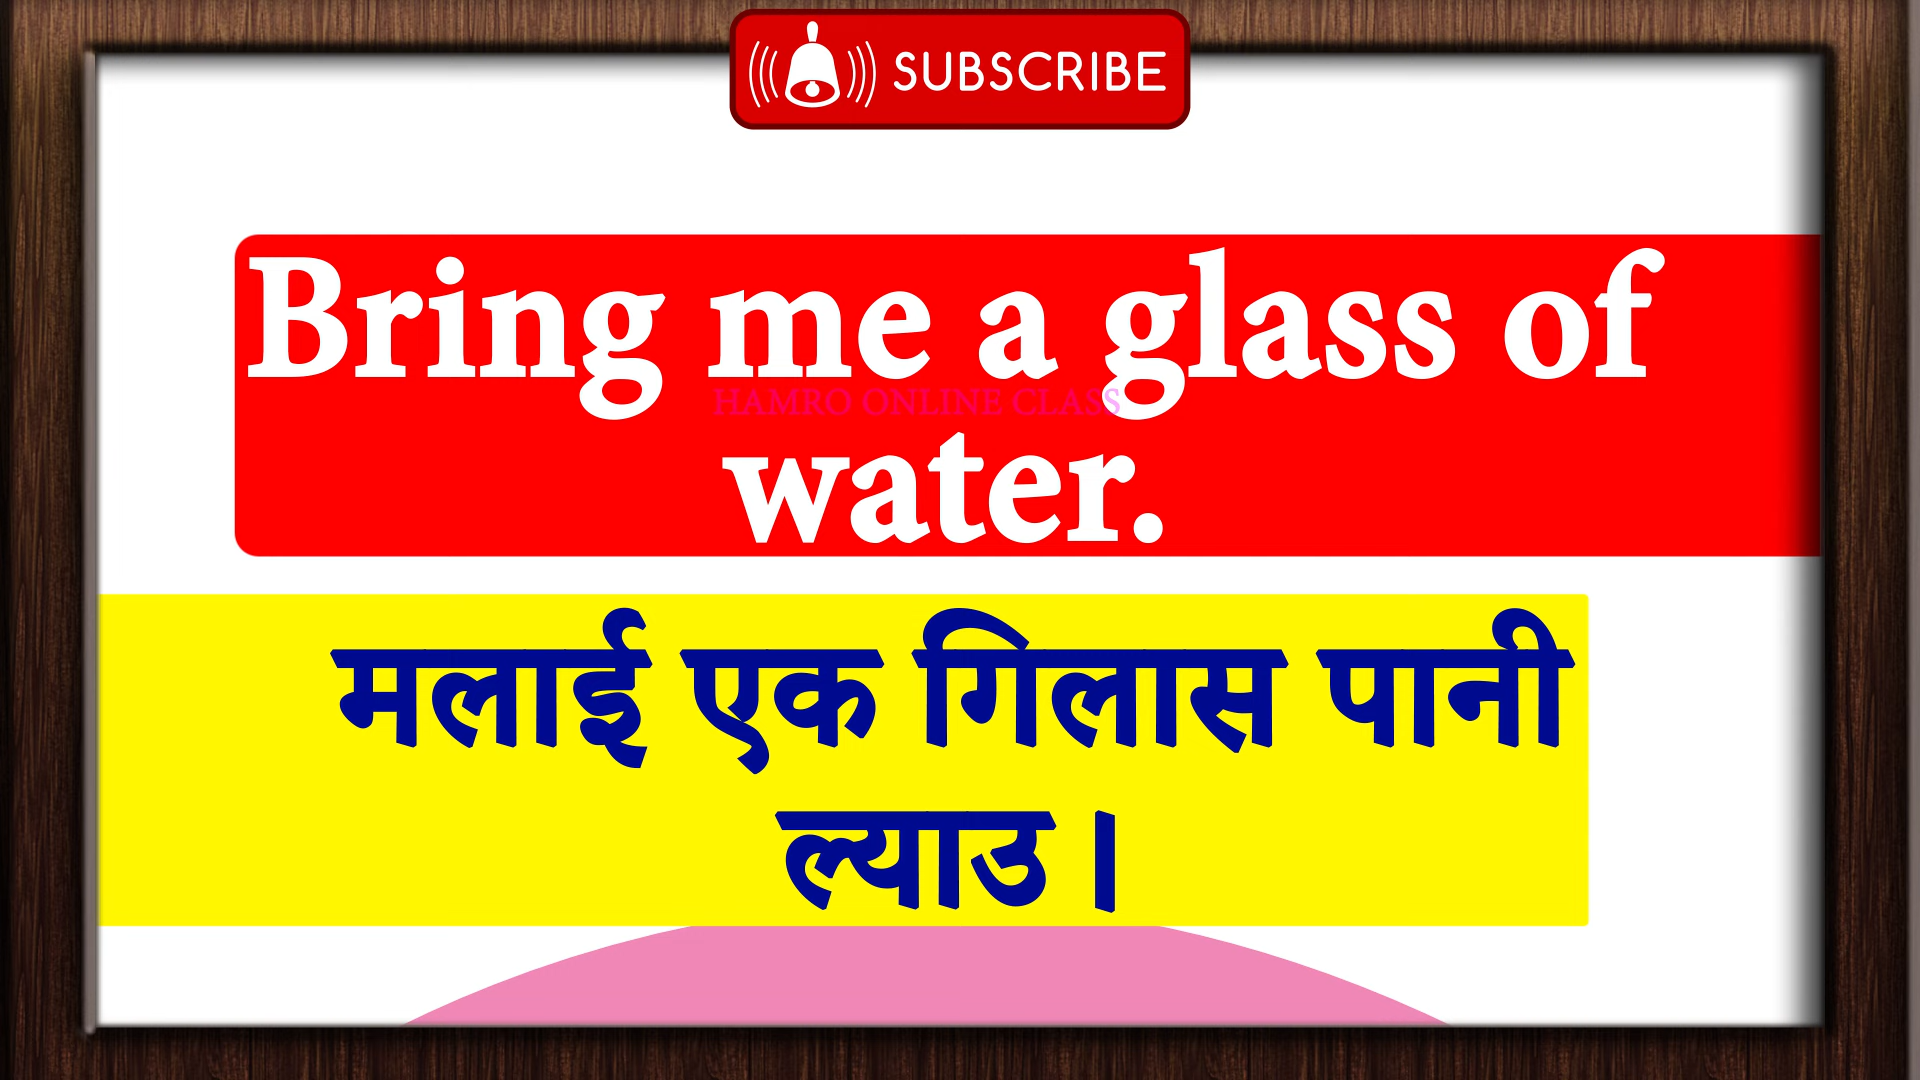 SUBSCRIBE
Bring me a glass of
HAMRO ONLINE CLASS
water.
मलाई एक गिलास पानी
ल्याउ ।